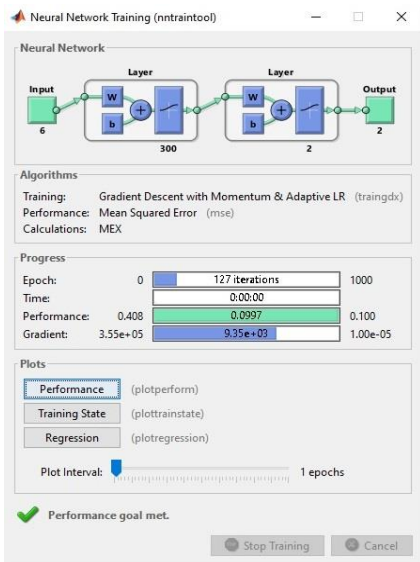 Neural Network Training (nntraintool)
Neural Network
Layer Layer
Input Output
W W
+ +
b b
6 2
300 2
Algorithms
Training: Gradient Descent with Momentum & Adaptive LR (traingdx)
Performance: Mean Squared Error (mse)
Calculations: MEX
Progress
Epoch: 0 127 iterations 1000
Time: 0:00:00
Performance: 0.408 0.0997 0.100
Gradient: 3.55e+05 9.35e+03 1.00e-05
Plots
Performance (plotperform)
Training State (plottrainstate)
Regression (plotregression)
Plot Interval: 1 epochs
Performance goal met.
Stop Training Cancel